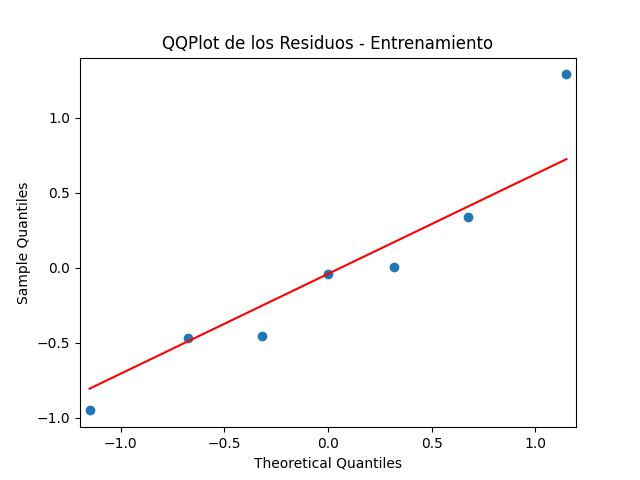 QQPlot de los Residuos - Entrenamiento
1.0
0.5
0.0
−0.5
−1.0
Sample Quantiles
−1.0 −0.5 0.0 0.5 1.0
Theoretical Quantiles